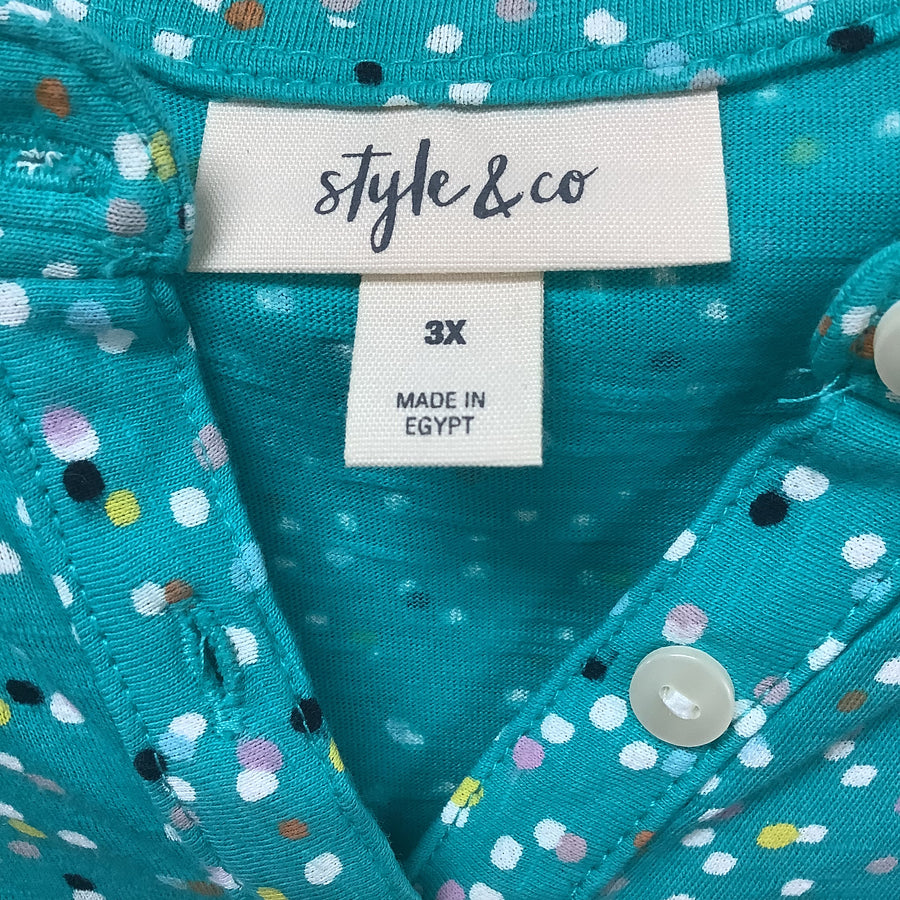 style & co
3X
MADE IN
EGYPT